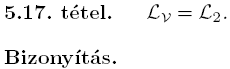 5.17. tétel. $\mathcal{L}_{\mathcal{V}} = \mathcal{L}_2.$
Bizonyítás.